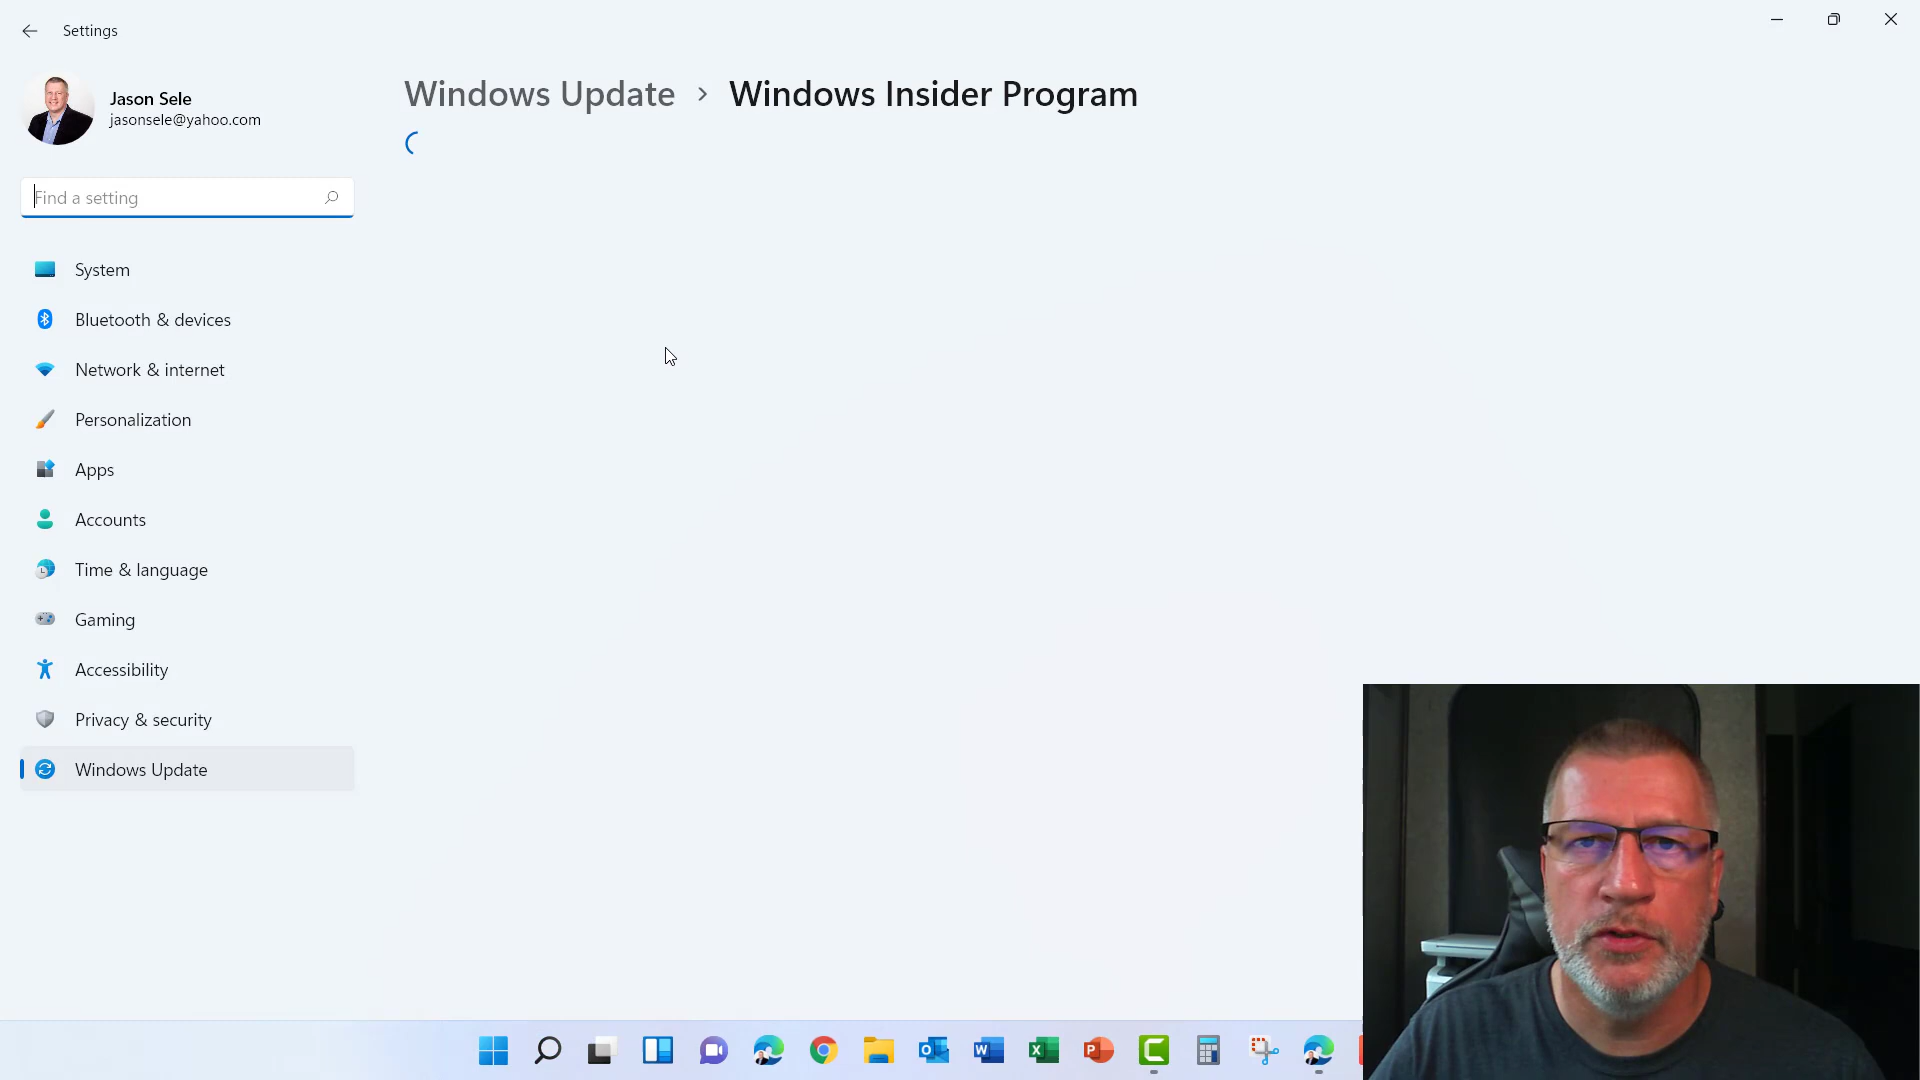 Settings
Jason Sele
jasonsele@yahoo.com
Find a setting
System
Bluetooth & devices
Network & internet
Personalization
Apps
Accounts
Time & language
Gaming
Accessibility
Privacy & security
Windows Update
Windows Update > Windows Insider Program